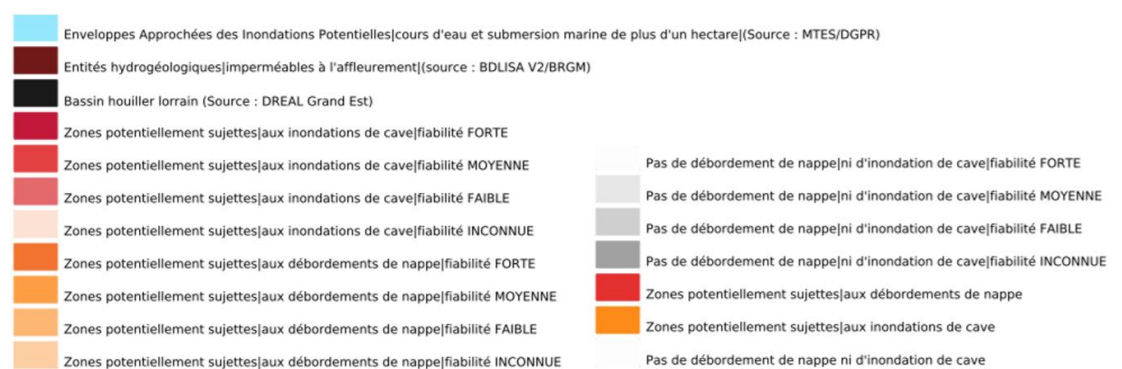 Enveloppes Approchées des Inondations Potentielles|cours d'eau et submersion marine de plus d'un hectare|(Source : MTES/DGPR)
Entités hydrogéologiques|imperméables à l'affleurement|(source : BDLISA V2/BRGM)
Bassin houiller lorrain (Source : DREAL Grand Est)
Zones potentiellement sujettes|aux inondations de cave|fiabilité FORTE
Zones potentiellement sujettes|aux inondations de cave|fiabilité MOYENNE
Zones potentiellement sujettes|aux inondations de cave|fiabilité FAIBLE
Zones potentiellement sujettes|aux inondations de cave|fiabilité INCONNUE
Zones potentiellement sujettes|aux débordements de nappe|fiabilité FORTE
Zones potentiellement sujettes|aux débordements de nappe|fiabilité MOYENNE
Zones potentiellement sujettes|aux débordements de nappe|fiabilité FAIBLE
Zones potentiellement sujettes|aux débordements de nappe|fiabilité INCONNUE
Pas de débordement de nappe|ni d'inondation de cave|fiabilité FORTE
Pas de débordement de nappe|ni d'inondation de cave|fiabilité MOYENNE
Pas de débordement de nappe|ni d'inondation de cave|fiabilité FAIBLE
Pas de débordement de nappe|ni d'inondation de cave|fiabilité INCONNUE
Zones potentiellement sujettes|aux débordements de nappe
Zones potentiellement sujettes|aux inondations de cave
Pas de débordement de nappe ni d'inondation de cave